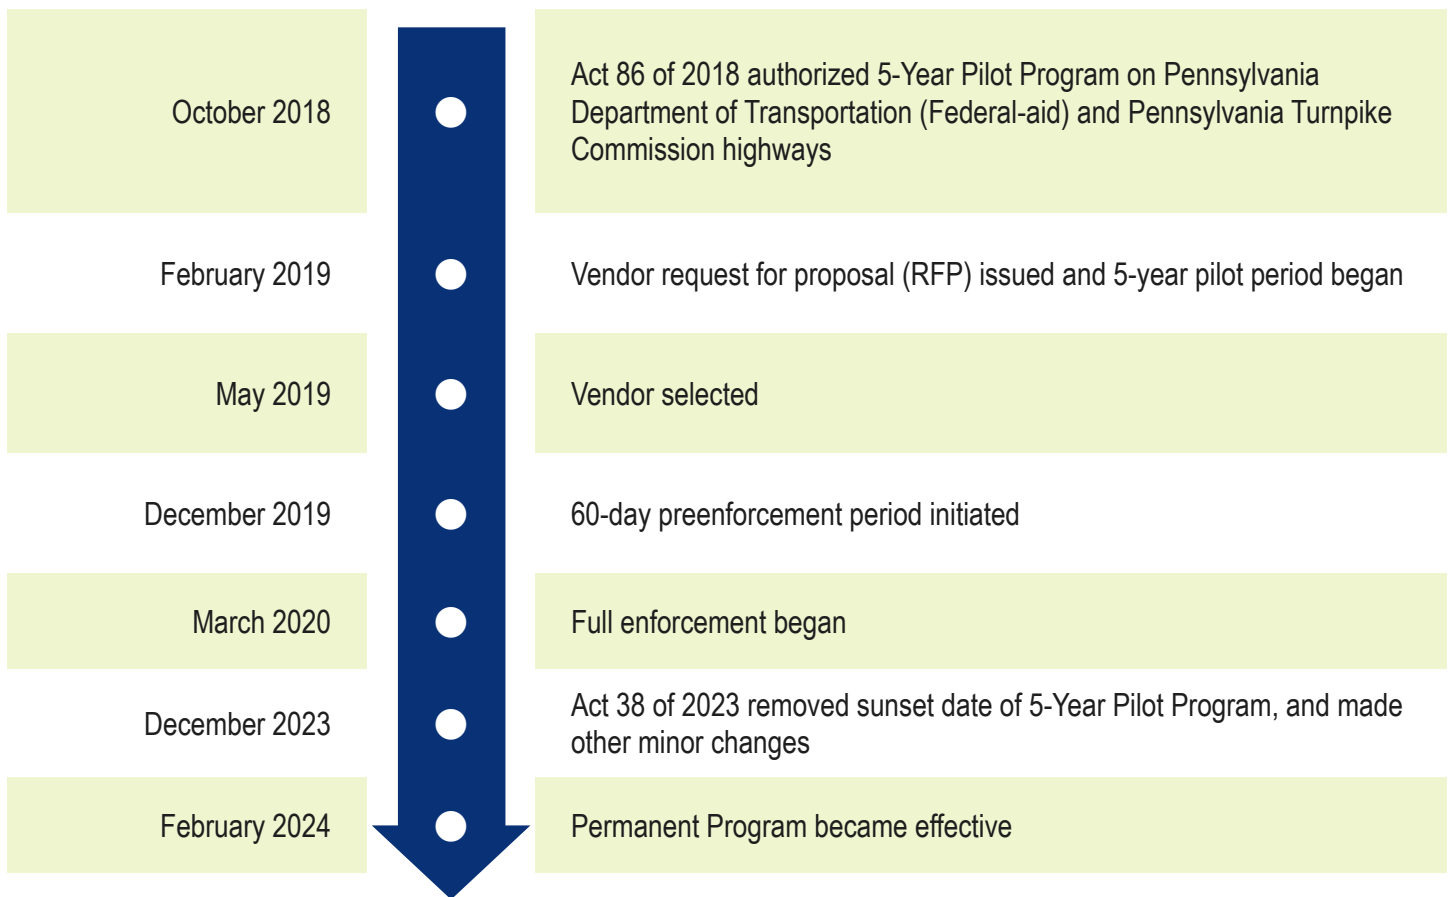 October 2018
Act 86 of 2018 authorized 5-Year Pilot Program on Pennsylvania
Department of Transportation (Federal-aid) and Pennsylvania Turnpike
Commission highways
February 2019
Vendor request for proposal (RFP) issued and 5-year pilot period began
May 2019
Vendor selected
December 2019
60-day preenforcement period initiated
March 2020
Full enforcement began
December 2023
Act 38 of 2023 removed sunset date of 5-Year Pilot Program, and made
other minor changes
February 2024
Permanent Program became effective